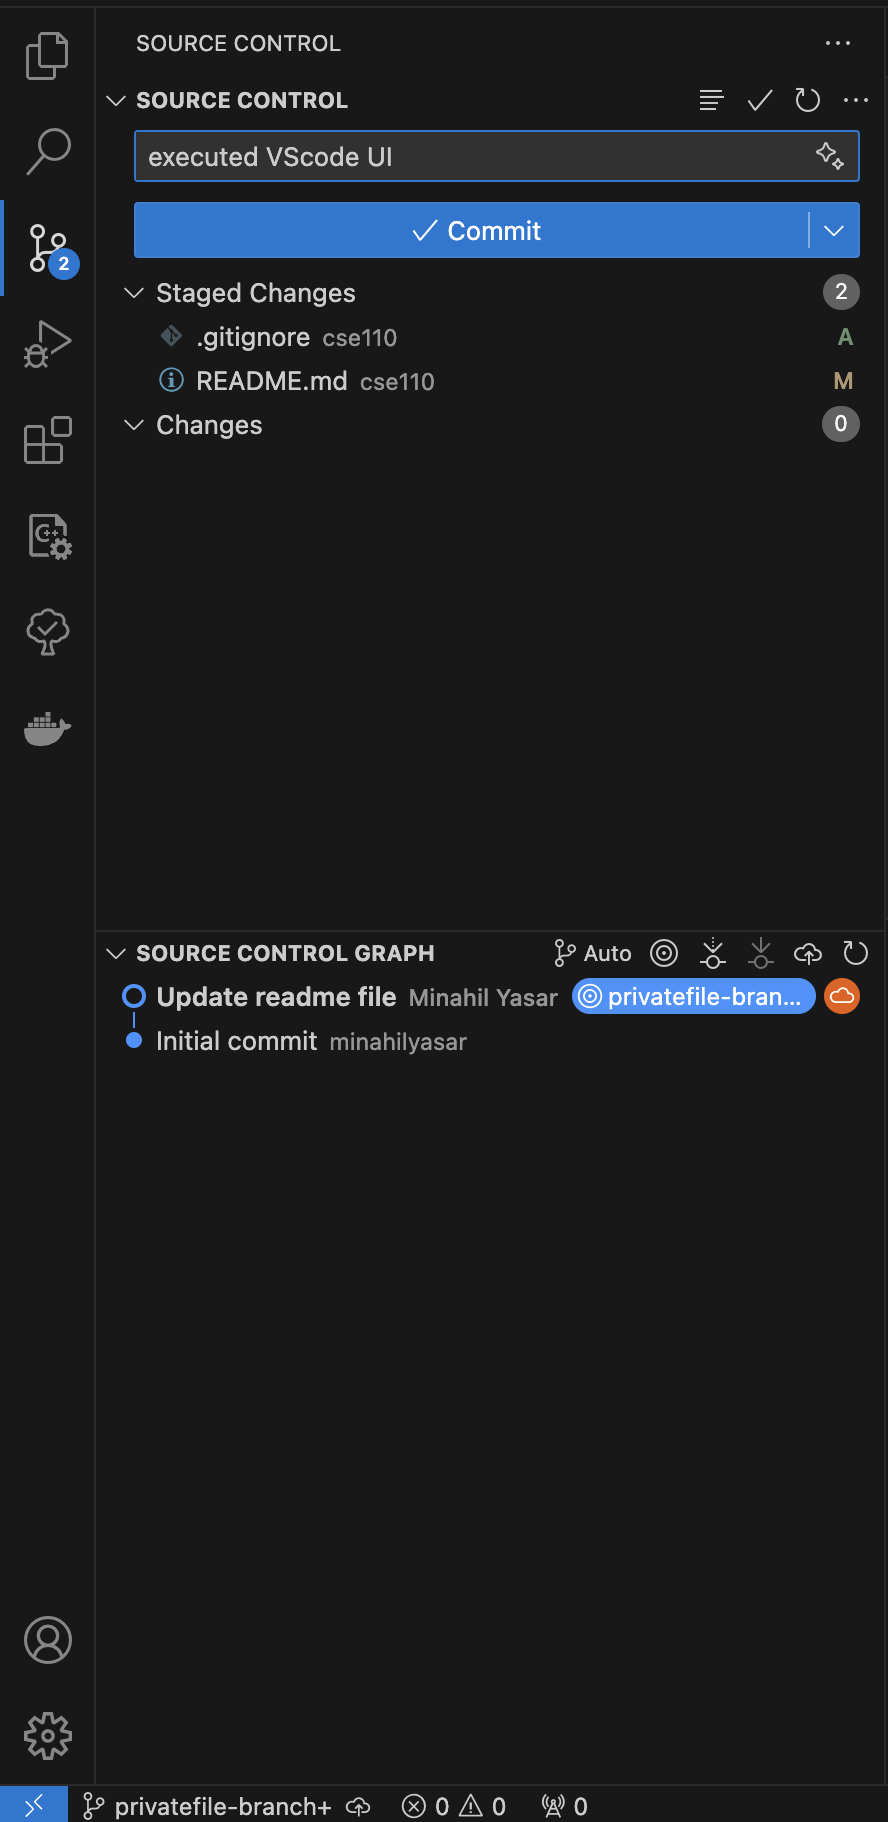 SOURCE CONTROL
SOURCE CONTROL
executed VScode UI
Commit
2
Staged Changes 2
.gitignore cse110 A
README.md cse110 M
Changes 0
C++
SOURCE CONTROL GRAPH Auto
Update readme file Minahil Yasar privatefile-bran...
Initial commit minahilyasar
privatefile-branch+ 0 0 0